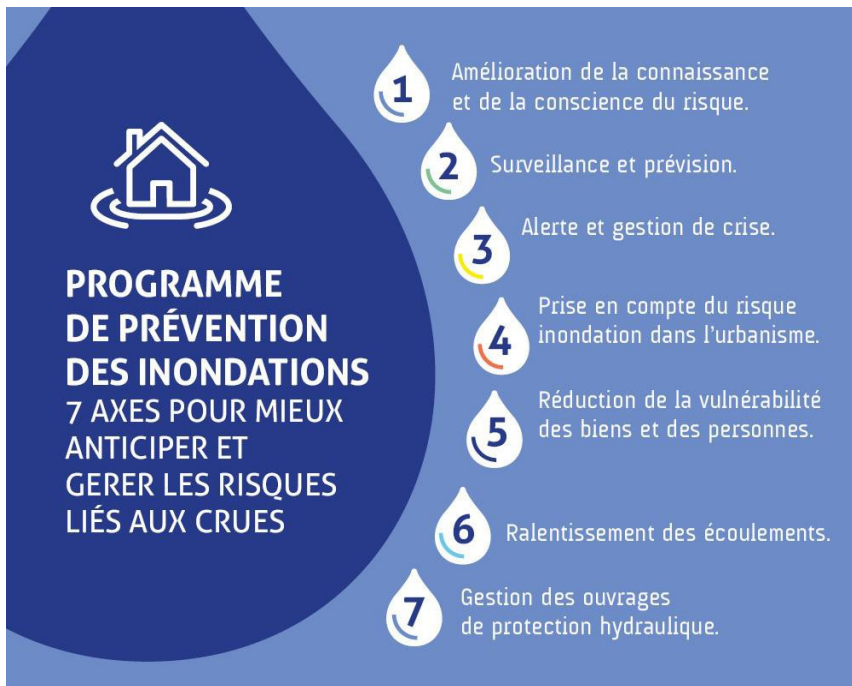 PROGRAMME
DE PRÉVENTION
DES INONDATIONS
7 AXES POUR MIEUX
ANTICIPER ET
GERER LES RISQUES
LIÉS AUX CRUES
1
Amélioration de la connaissance
et de la conscience du risque.
2
Surveillance et prévision.
3
Alerte et gestion de crise.
4
Prise en compte du risque
inondation dans l'urbanisme.
5
Réduction de la vulnérabilité
des biens et des personnes.
6
Ralentissement des écoulements.
7
Gestion des ouvrages
de protection hydraulique.